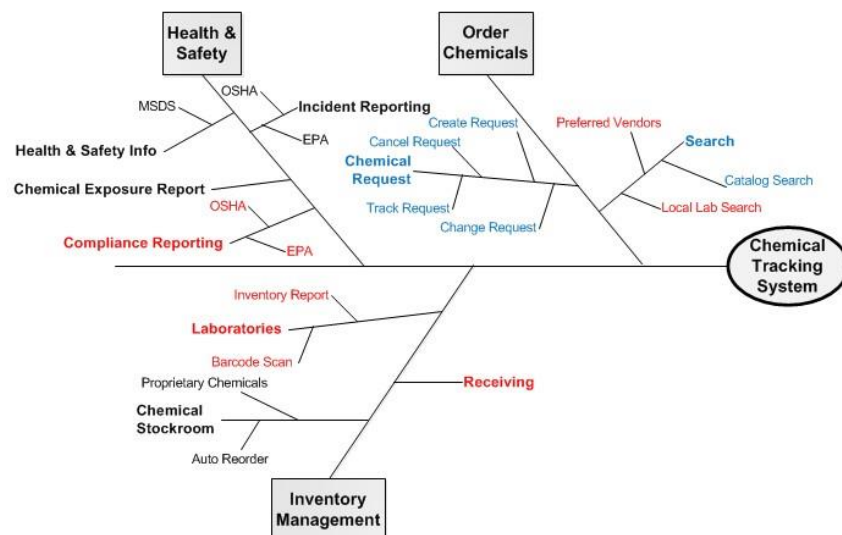 Health &
Safety
Order
Chemicals
OSHA
MSDS
Incident Reporting
EPA
Health & Safety Info
Chemical Exposure Report
OSHA
Compliance Reporting
EPA
Create Request
Cancel Request
Chemical
Request
Track Request
Change Request
Preferred Vendors
Search
Catalog Search
Local Lab Search
Chemical
Tracking
System
Inventory Report
Laboratories
Barcode Scan
Receiving
Proprietary Chemicals
Chemical
Stockroom
Auto Reorder
Inventory
Management